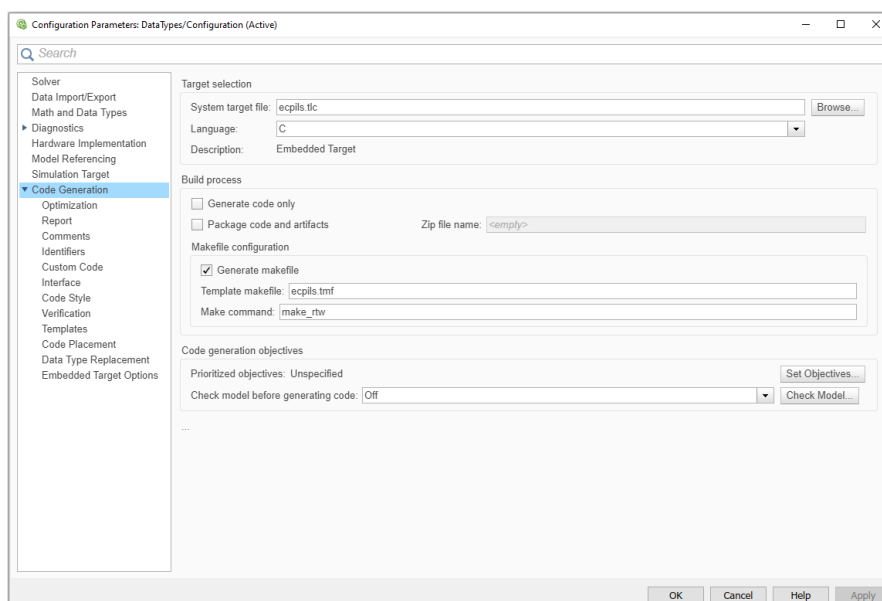 Configuration Parameters: DataTypes/Configuration (Active)
Search
Solver
Data Import/Export
Math and Data Types
Diagnostics
Hardware Implementation
Model Referencing
Simulation Target
Code Generation
Optimization
Report
Comments
Identifiers
Custom Code
Interface
Code Style
Verification
Templates
Code Placement
Data Type Replacement
Embedded Target Options
Target selection
System target file: ecpils.tlc Browse...
Language: C
Description: Embedded Target
Build process
Generate code only
Package code and artifacts Zip file name: <empty>
Makefile configuration
Generate makefile
Template makefile: ecpils.tmf
Make command: make_rtw
Code generation objectives
Prioritized objectives: Unspecified Set Objectives...
Check model before generating code: Off Check Model...
...
OK Cancel Help Apply